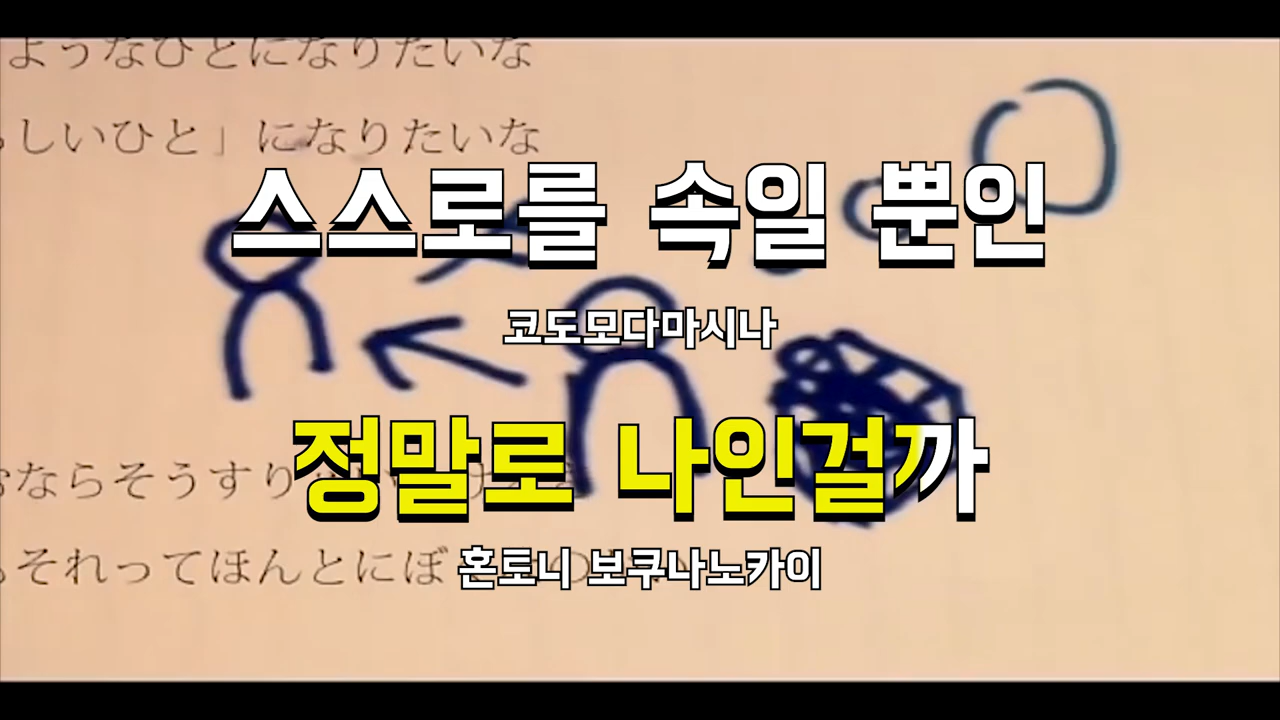 ようなひとになりたいな
しいひと」になりたいな
스스로를 속일 뿐인
코도모다마시나
정말로 나인걸까
ならそうすり
それってほんとにぼ
혼토니 보쿠나노카이